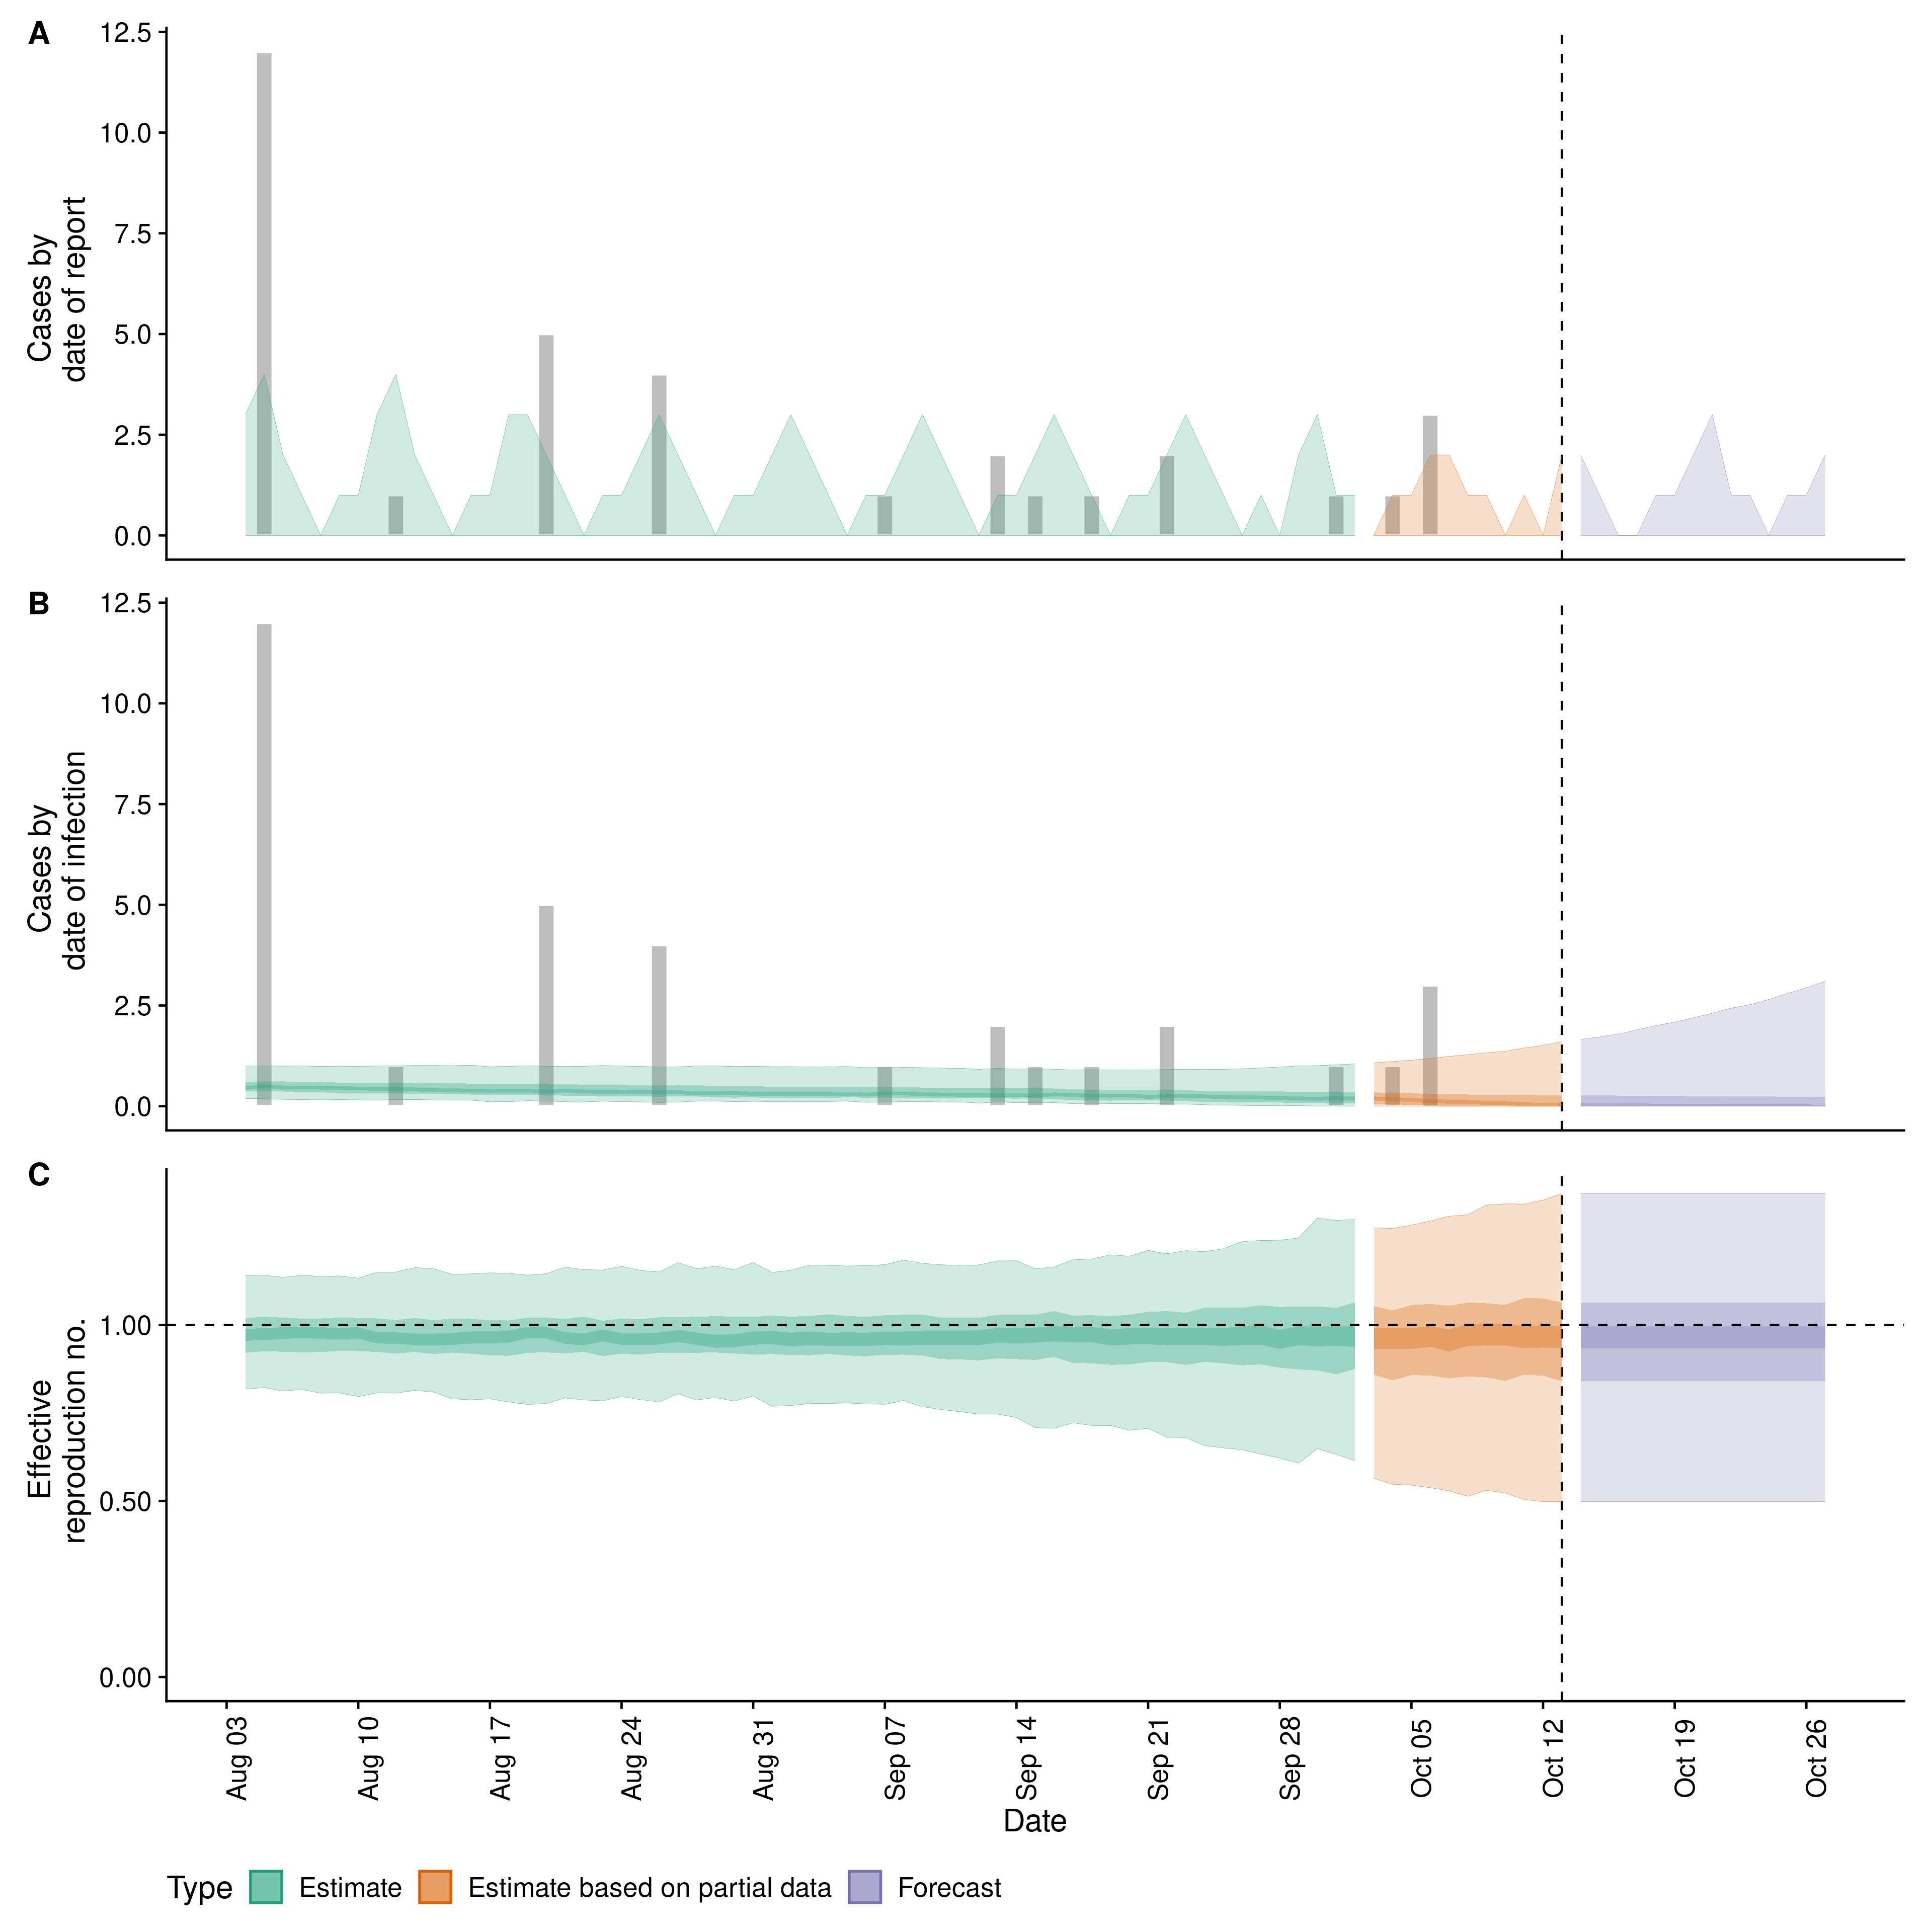 A
12.5
10.0
7.5
5.0
2.5
0.0
Cases by
date of report
B
12.5
10.0
7.5
5.0
2.5
0.0
Cases by
date of infection
C
1.00
0.50
0.00
Effective
reproduction no.
Aug 03
Aug 10
Aug 17
Aug 24
Aug 31
Sep 07
Sep 14
Sep 21
Sep 28
Oct 05
Oct 12
Oct 19
Oct 26
Date
Type Estimate Estimate based on partial data Forecast